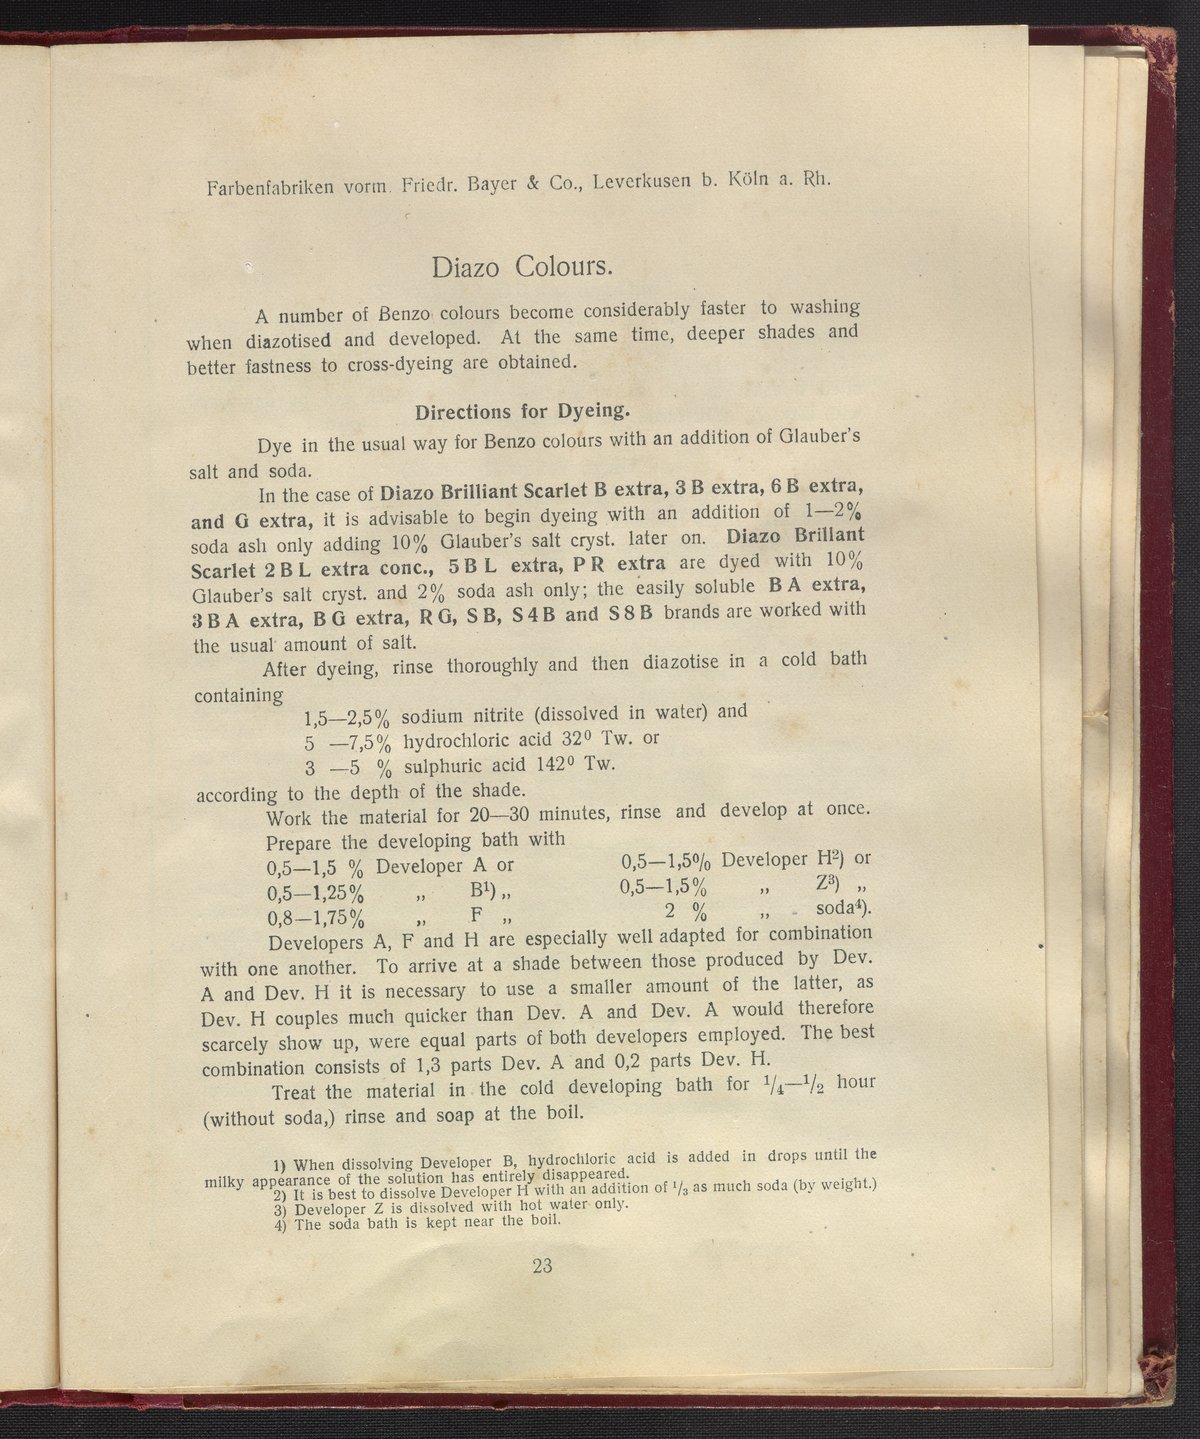 Farbenfabriken vorm. Friedr. Bayer & Co., Leverkusen b. Köln a. Rh.
Diazo Colours.
A number of Benzo colours become considerably faster to washing
when diazotised and developed. At the same time, deeper shades and
better fastness to cross-dyeing are obtained.
Directions for Dyeing.
Dye in the usual way for Benzo colours with an addition of Glauber's
salt and soda.
In the case of Diazo Brilliant Scarlet B extra, 3 B extra, 6 B extra,
and G extra, it is advisable to begin dyeing with an addition of 1—2%
soda ash only adding 10% Glauber's salt cryst. later on. Diazo Brillant
Scarlet 2 B L extra conc., 5 B L extra, P R extra are dyed with 10%
Glauber's salt cryst. and 2% soda ash only; the easily soluble B A extra,
3 B A extra, B G extra, R G, S B, S 4 B and S 8 B brands are worked with
the usual amount of salt.
After dyeing, rinse thoroughly and then diazotise in a cold bath
containing
1,5—2,5% sodium nitrite (dissolved in water) and
5 —7,5% hydrochloric acid 32º Tw. or
3 —5 % sulphuric acid 142º Tw.
according to the depth of the shade.
Work the material for 20—30 minutes, rinse and develop at once.
Prepare the developing bath with
0,5—1,5 % Developer A or 0,5—1,5% Developer H²) or
0,5—1,25% „ B¹) „ 0,5—1,5% „ Z³) „
0,8—1,75% „ F „ 2 % „ soda⁴).
Developers A, F and H are especially well adapted for combination
with one another. To arrive at a shade between those produced by Dev.
A and Dev. H it is necessary to use a smaller amount of the latter, as
Dev. H couples much quicker than Dev. A and Dev. A would therefore
scarcely show up, were equal parts of both developers employed. The best
combination consists of 1,3 parts Dev. A and 0,2 parts Dev. H.
Treat the material in the cold developing bath for ¹/₄—¹/₂ hour
(without soda,) rinse and soap at the boil.
1) When dissolving Developer B, hydrochloric acid is added in drops until the
milky appearance of the solution has entirely disappeared.
2) It is best to dissolve Developer H with an addition of ¹/₃ as much soda (by weight.)
3) Developer Z is dissolved with hot water only.
4) The soda bath is kept near the boil.
23